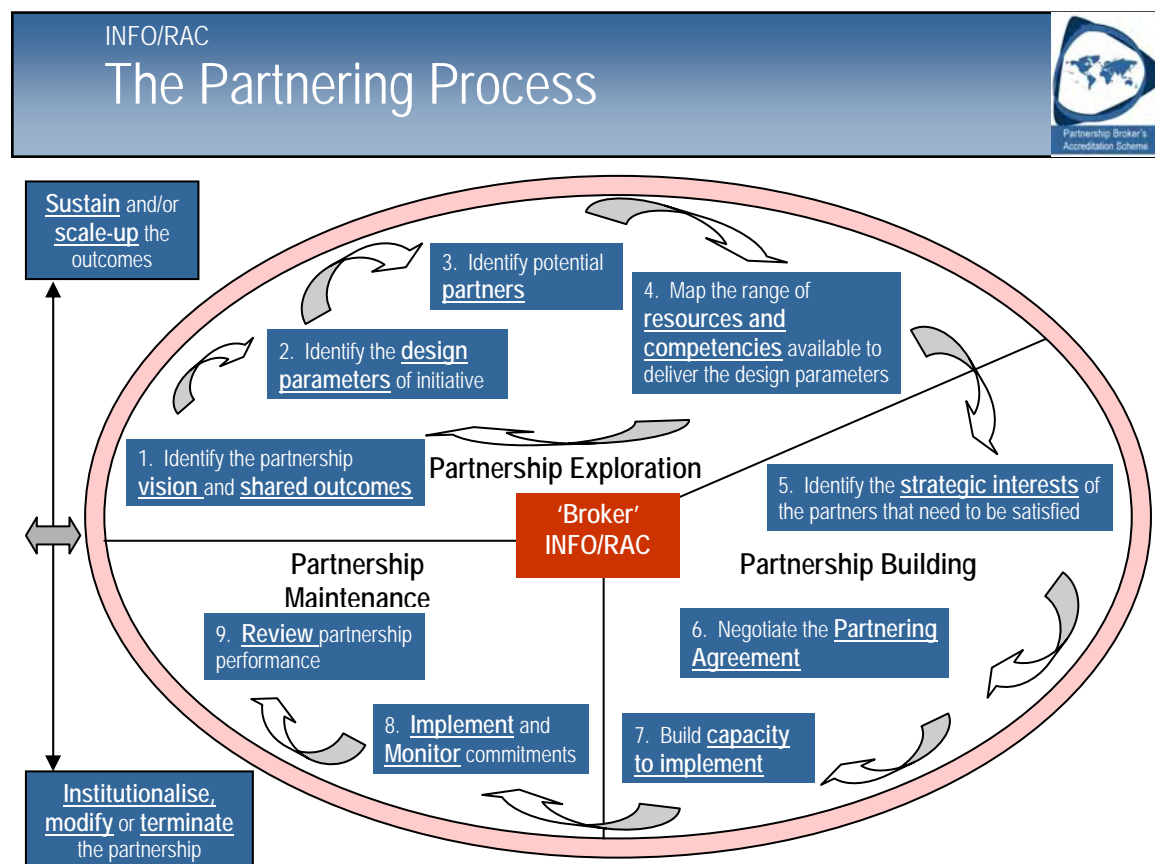 INFO/RAC
The Partnering Process
Partnership Broker's
Accreditation Scheme
Sustain and/or
scale-up the
outcomes
3. Identify potential
partners
4. Map the range of
resources and
competencies available to
deliver the design parameters
2. Identify the design
parameters of initiative
1. Identify the partnership
vision and shared outcomes
Partnership Exploration
5. Identify the strategic interests of
the partners that need to be satisfied
'Broker'
INFO/RAC
Partnership
Maintenance
Partnership Building
9. Review partnership
performance
6. Negotiate the Partnering
Agreement
8. Implement and
Monitor commitments
7. Build capacity
to implement
Institutionalise,
modify or terminate
the partnership